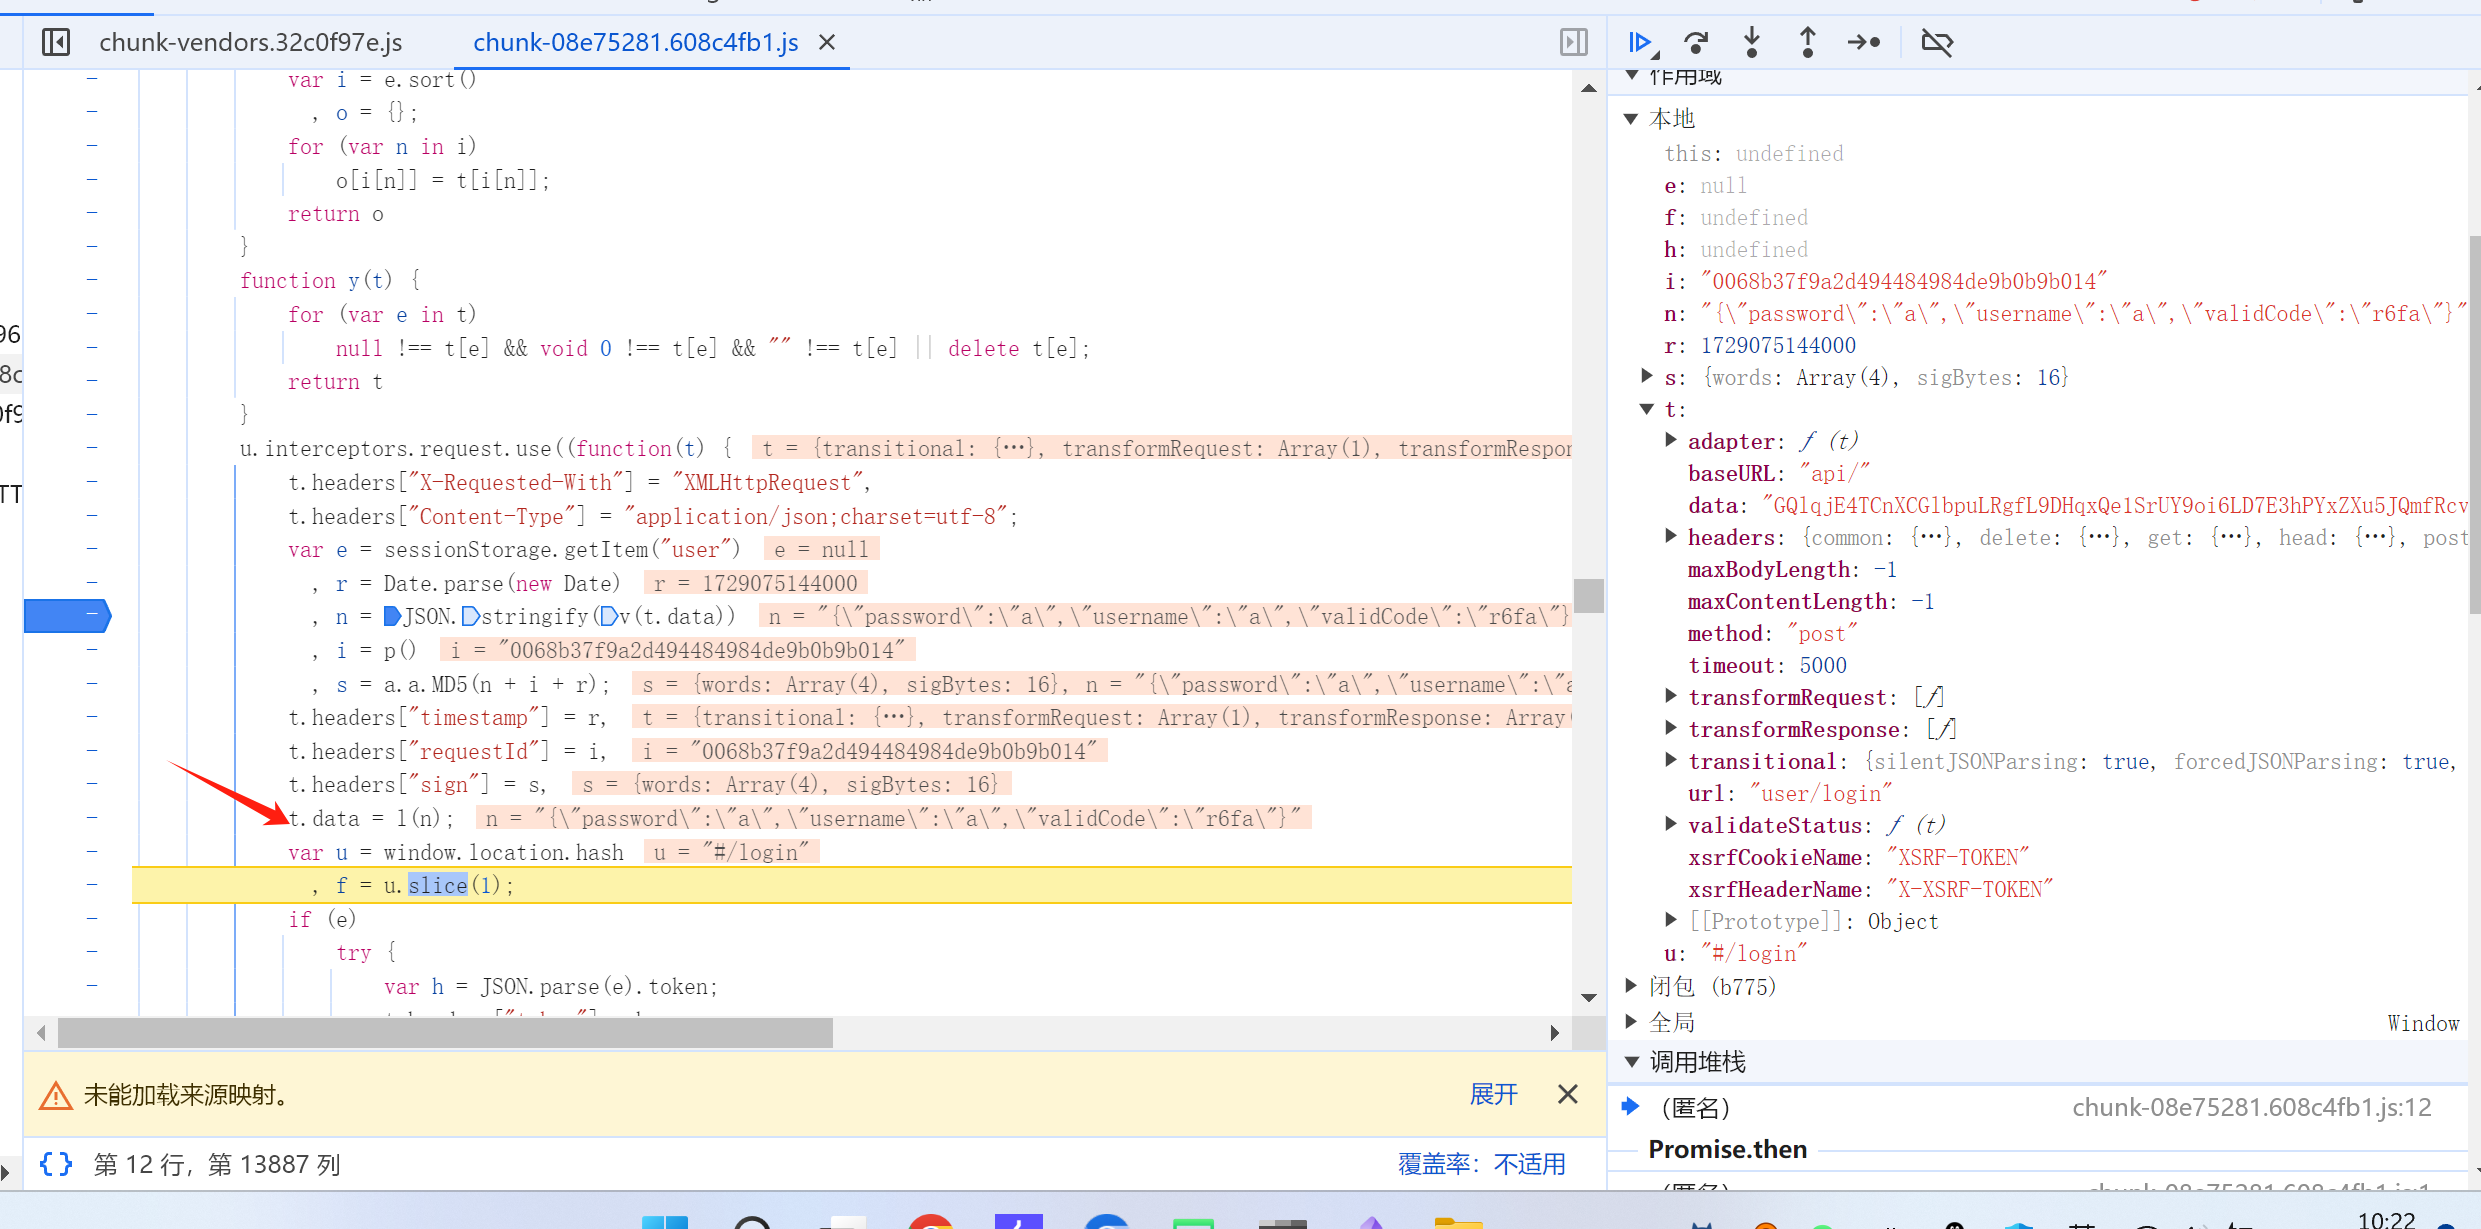 chunk-vendors.32c0f97e.js
chunk-08e75281.608c4fb1.js
var i = e.sort()
, o = {};
for (var n in i)
o[i[n]] = t[i[n]];
return o
}
function y(t) {
for (var e in t)
null !== t[e] && void 0 !== t[e] && "" !== t[e] || delete t[e];
return t
}
u.interceptors.request.use((function(t) { t = {transitional: {…}, transformRequest: Array(1), transformRespon
t.headers["X-Requested-With"] = "XMLHttpRequest",
t.headers["Content-Type"] = "application/json;charset=utf-8";
var e = sessionStorage.getItem("user") e = null
, r = Date.parse(new Date) r = 1729075144000
, n = JSON.stringify(v(t.data)) n = "{\"password\":\"a\",\"username\":\"a\",\"validCode\":\"r6fa\"}
, i = p() i = "0068b37f9a2d494484984de9b0b9b014"
, s = a.a.MD5(n + i + r); s = {words: Array(4), sigBytes: 16}, n = "{\"password\":\"a\",\"username\":\"a
t.headers["timestamp"] = r, t = {transitional: {…}, transformRequest: Array(1), transformResponse: Array(
t.headers["requestId"] = i, i = "0068b37f9a2d494484984de9b0b9b014"
t.headers["sign"] = s, s = {words: Array(4), sigBytes: 16}
t.data = l(n); n = "{\"password\":\"a\",\"username\":\"a\",\"validCode\":\"r6fa\"}"
var u = window.location.hash u = "#/login"
, f = u.slice(1);
if (e)
try {
var h = JSON.parse(e).token;
未能加载来源映射。
展开
第 12 行，第 13887 列
覆盖率：不适用
96
8c
0f9
TT
作用域
本地
this: undefined
e: null
f: undefined
h: undefined
i: "0068b37f9a2d494484984de9b0b9b014"
n: "{\"password\":\"a\",\"username\":\"a\",\"validCode\":\"r6fa\"}"
r: 1729075144000
s: {words: Array(4), sigBytes: 16}
t:
adapter: ƒ (t)
baseURL: "api/"
data: "GQlqjE4TCnXCGlbpuLRgfL9DHqxQelSrUY9oi6LD7E3hPYxZXu5JQmfRcv
headers: {common: {…}, delete: {…}, get: {…}, head: {…}, post
maxBodyLength: -1
maxContentLength: -1
method: "post"
timeout: 5000
transformRequest: [ƒ]
transformResponse: [ƒ]
transitional: {silentJSONParsing: true, forcedJSONParsing: true,
url: "user/login"
validateStatus: ƒ (t)
xsrfCookieName: "XSRF-TOKEN"
xsrfHeaderName: "X-XSRF-TOKEN"
[[Prototype]]: Object
u: "#/login"
闭包 (b775)
全局 Window
调用堆栈
(匿名) chunk-08e75281.608c4fb1.js:12
Promise.then
10:22